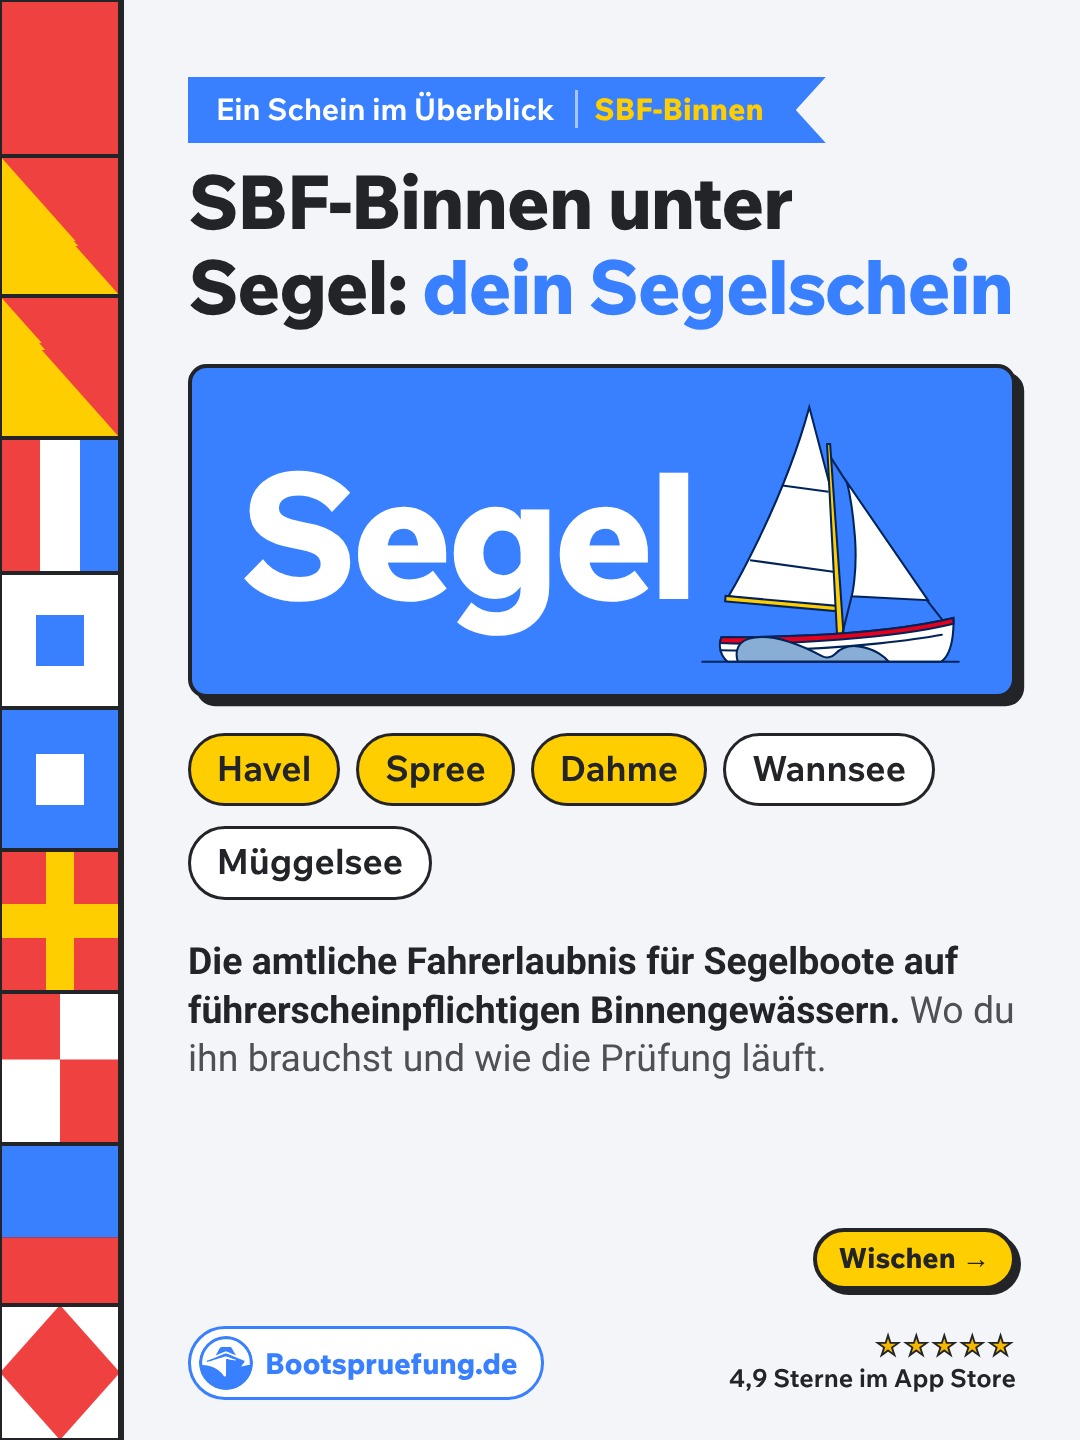 Ein Schein im Überblick | SBF-Binnen
SBF-Binnen unter
Segel: dein Segelschein
Segel
Havel Spree Dahme Wannsee
Müggelsee
Die amtliche Fahrerlaubnis für Segelboote auf
führerscheinpflichtigen Binnengewässern. Wo du
ihn brauchst und wie die Prüfung läuft.
Wischen →
Bootspruefung.de
★★★★★
4,9 Sterne im App Store